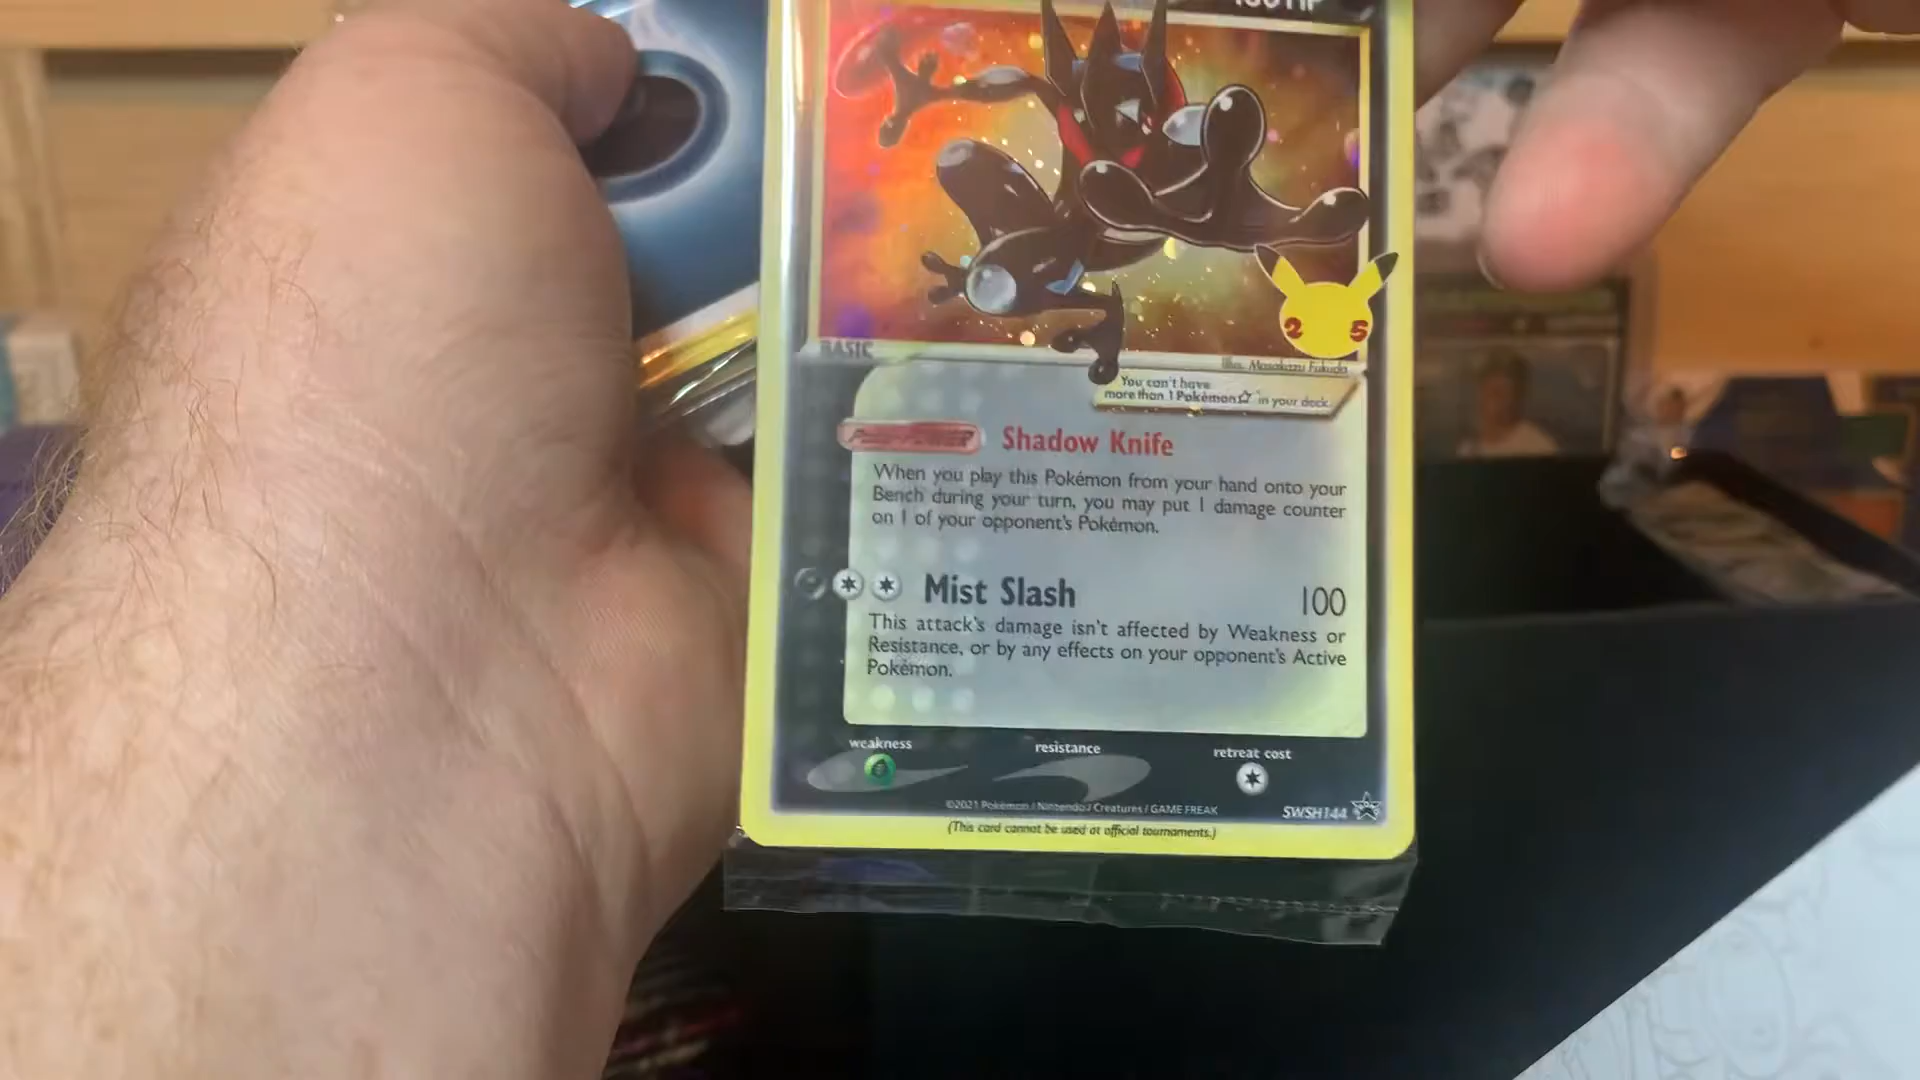 BASIC
2 5
Illus. Masakazu Fukuda
You can't have
more than 1 Pokémon☆ in your deck.
Poké-POWER Shadow Knife
When you play this Pokémon from your hand onto your
Bench during your turn, you may put 1 damage counter
on 1 of your opponent's Pokémon.
Mist Slash 100
This attack's damage isn't affected by Weakness or
Resistance, or by any effects on your opponent's Active
Pokémon.
weakness resistance retreat cost
©2021 Pokémon / Nintendo / Creatures / GAME FREAK SWSH144
(This card cannot be used at official tournaments.)